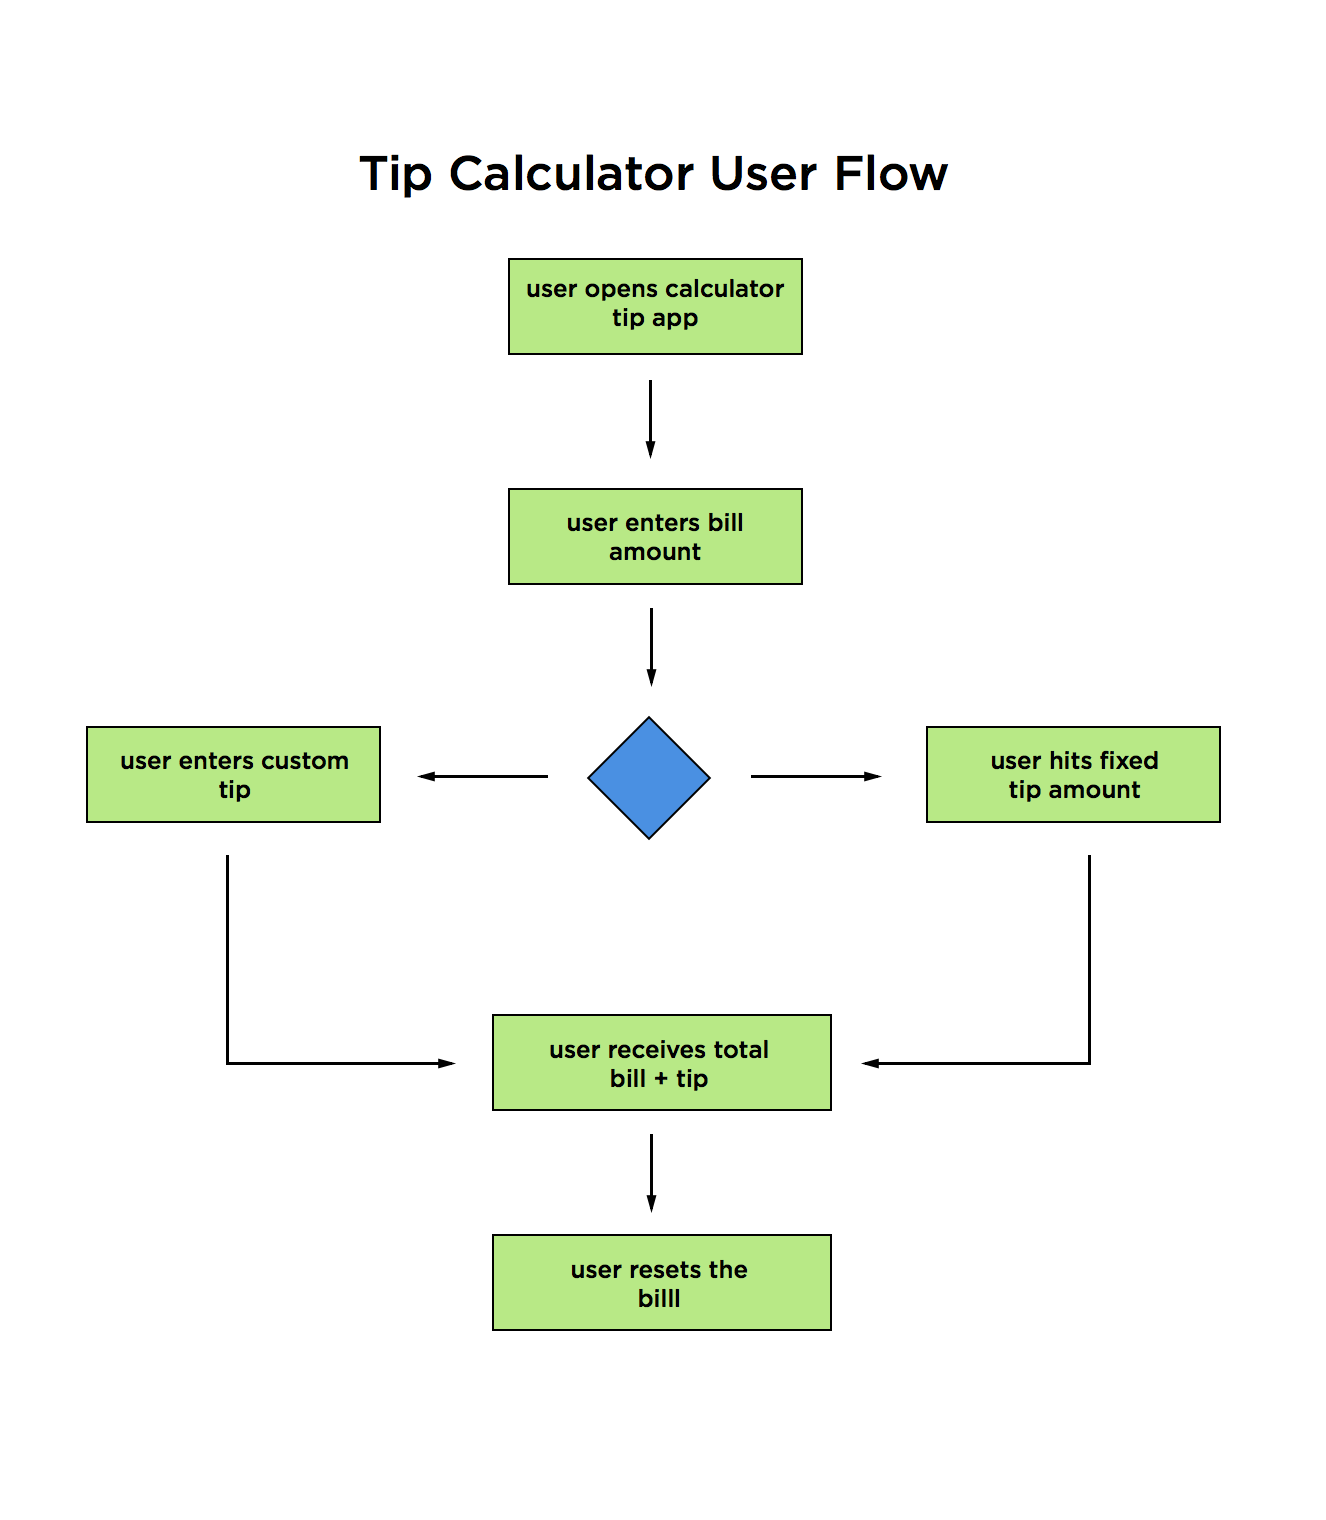 Tip Calculator User Flow
user opens calculator
tip app
user enters bill
amount
user enters custom
tip
user hits fixed
tip amount
user receives total
bill + tip
user resets the
billl